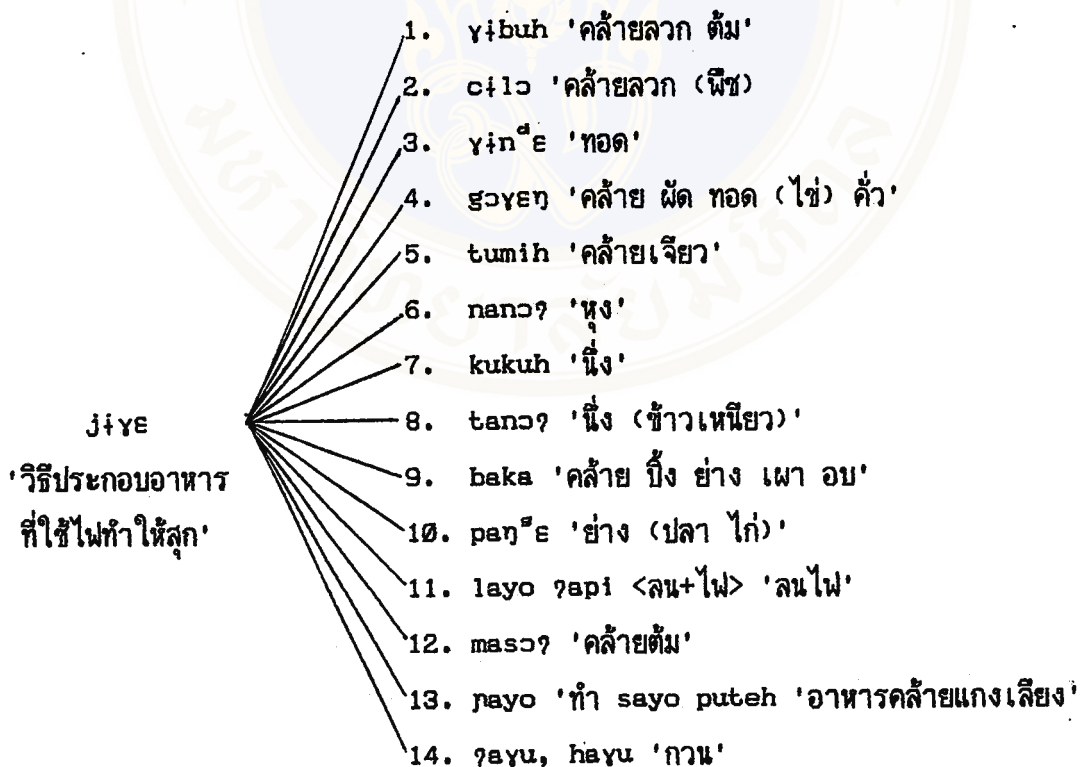 1. ɣɨbuh 'คล้ายลวก ต้ม'
2. cɨlɔ 'คล้ายลวก (พืช)
3. ɣɨnᵈɛ 'ทอด'
4. gɔɣɛŋ 'คล้าย ผัด ทอด (ไข่) คั่ว'
5. tumih 'คล้ายเจียว'
6. nanɔʔ 'หุง'
7. kukuh 'นึ่ง'
8. tanɔʔ 'นึ่ง (ข้าวเหนียว)'
jɨɣɛ
'วิธีประกอบอาหาร
ที่ใช้ไฟทำให้สุก'
9. baka 'คล้าย ปิ้ง ย่าง เผา อบ'
10. paŋᵍɛ 'ย่าง (ปลา ไก่)'
11. layo ʔapi <ลน+ไฟ> 'ลนไฟ'
12. masɔʔ 'คล้ายต้ม'
13. ɲayo 'ทำ sayo puteh 'อาหารคล้ายแกงเลียง'
14. ʔaɣu, haɣu 'กวน'